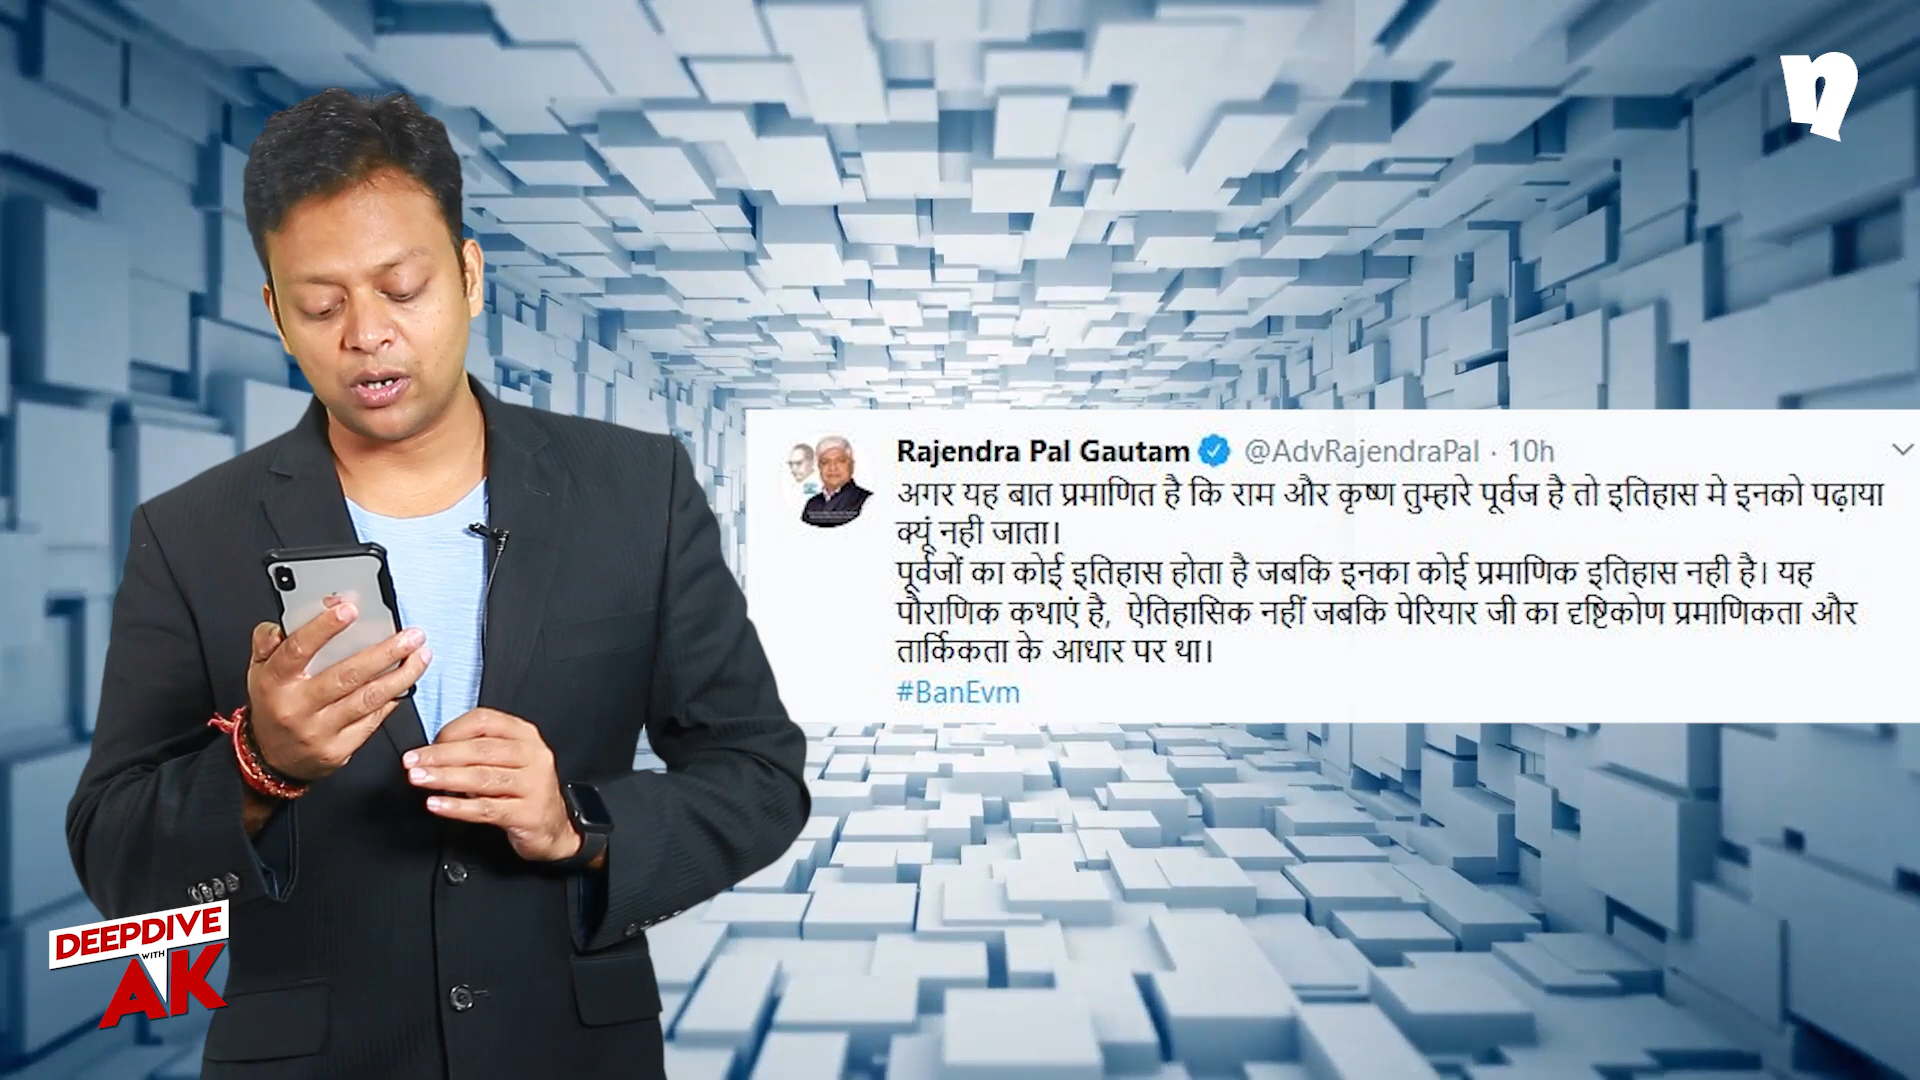 n
Rajendra Pal Gautam @AdvRajendraPal · 10h
अगर यह बात प्रमाणित है कि राम और कृष्ण तुम्हारे पूर्वज है तो इतिहास मे इनको पढ़ाया
क्यूं नही जाता।
पूर्वजों का कोई इतिहास होता है जबकि इनका कोई प्रमाणिक इतिहास नही है। यह
पौराणिक कथाएं है, ऐतिहासिक नहीं जबकि पेरियार जी का दृष्टिकोण प्रमाणिकता और
तार्किकता के आधार पर था।
#BanEvm
DEEPDIVE
WITH
AK